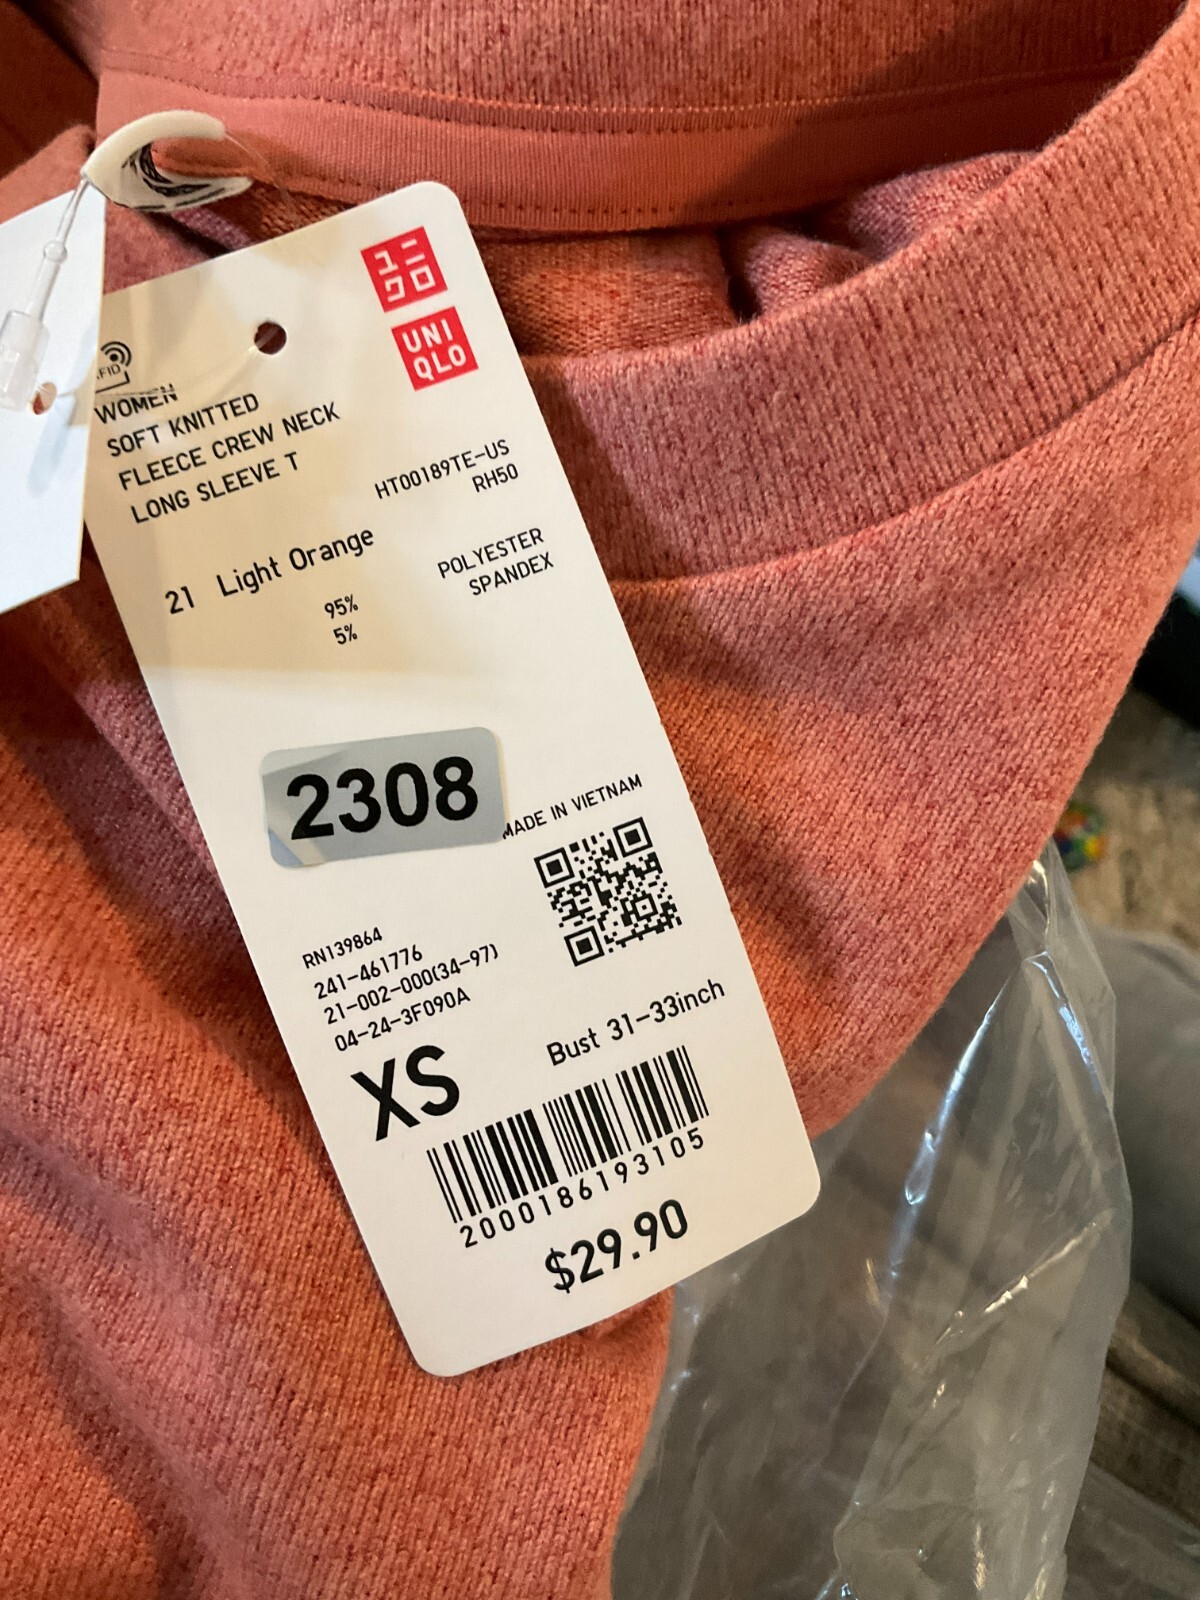 ユニ
クロ
UNI
QLO
WOMEN
SOFT KNITTED
FLEECE CREW NECK
LONG SLEEVE T
HT00189TE-US
RH50
21 Light Orange
95% POLYESTER
5% SPANDEX
2308
MADE IN VIETNAM
RN139864
241-461776
21-002-000(34-97)
04-24-3F090A
XS
Bust 31-33inch
2000186193105
$29.90